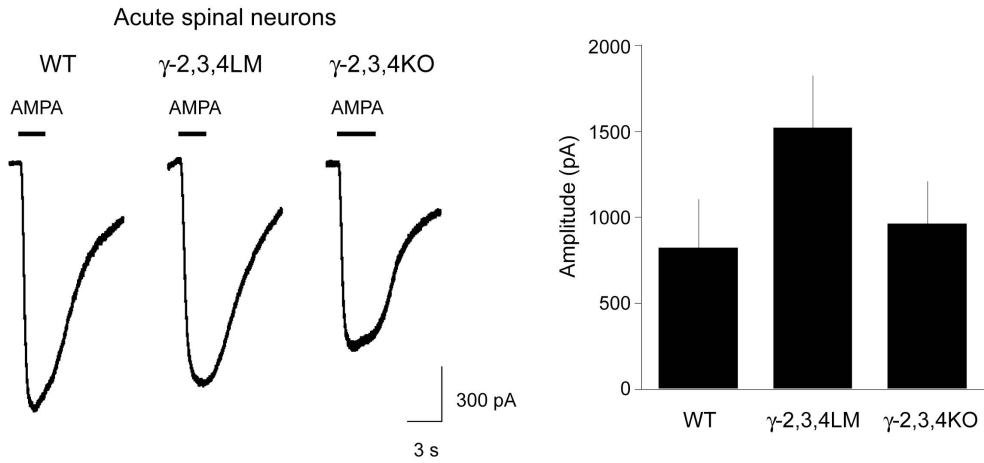 Acute spinal neurons
WT γ-2,3,4LM γ-2,3,4KO
AMPA AMPA AMPA
300 pA
3 s
Amplitude (pA)
2000
1500
1000
500
0
WT γ-2,3,4LM γ-2,3,4KO